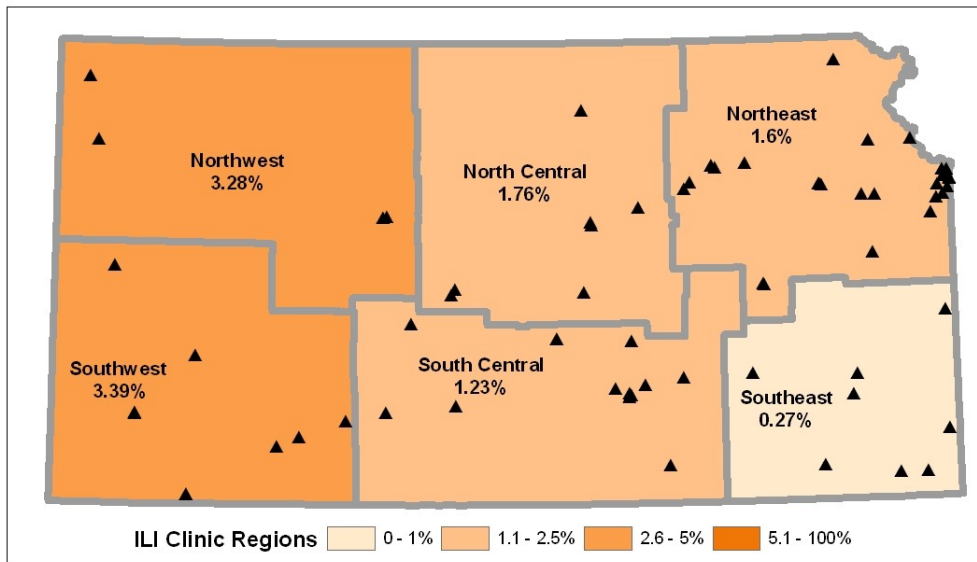 Northwest
3.28%
North Central
1.76%
Northeast
1.6%
Southwest
3.39%
South Central
1.23%
Southeast
0.27%
ILI Clinic Regions 0 - 1% 1.1 - 2.5% 2.6 - 5% 5.1 - 100%